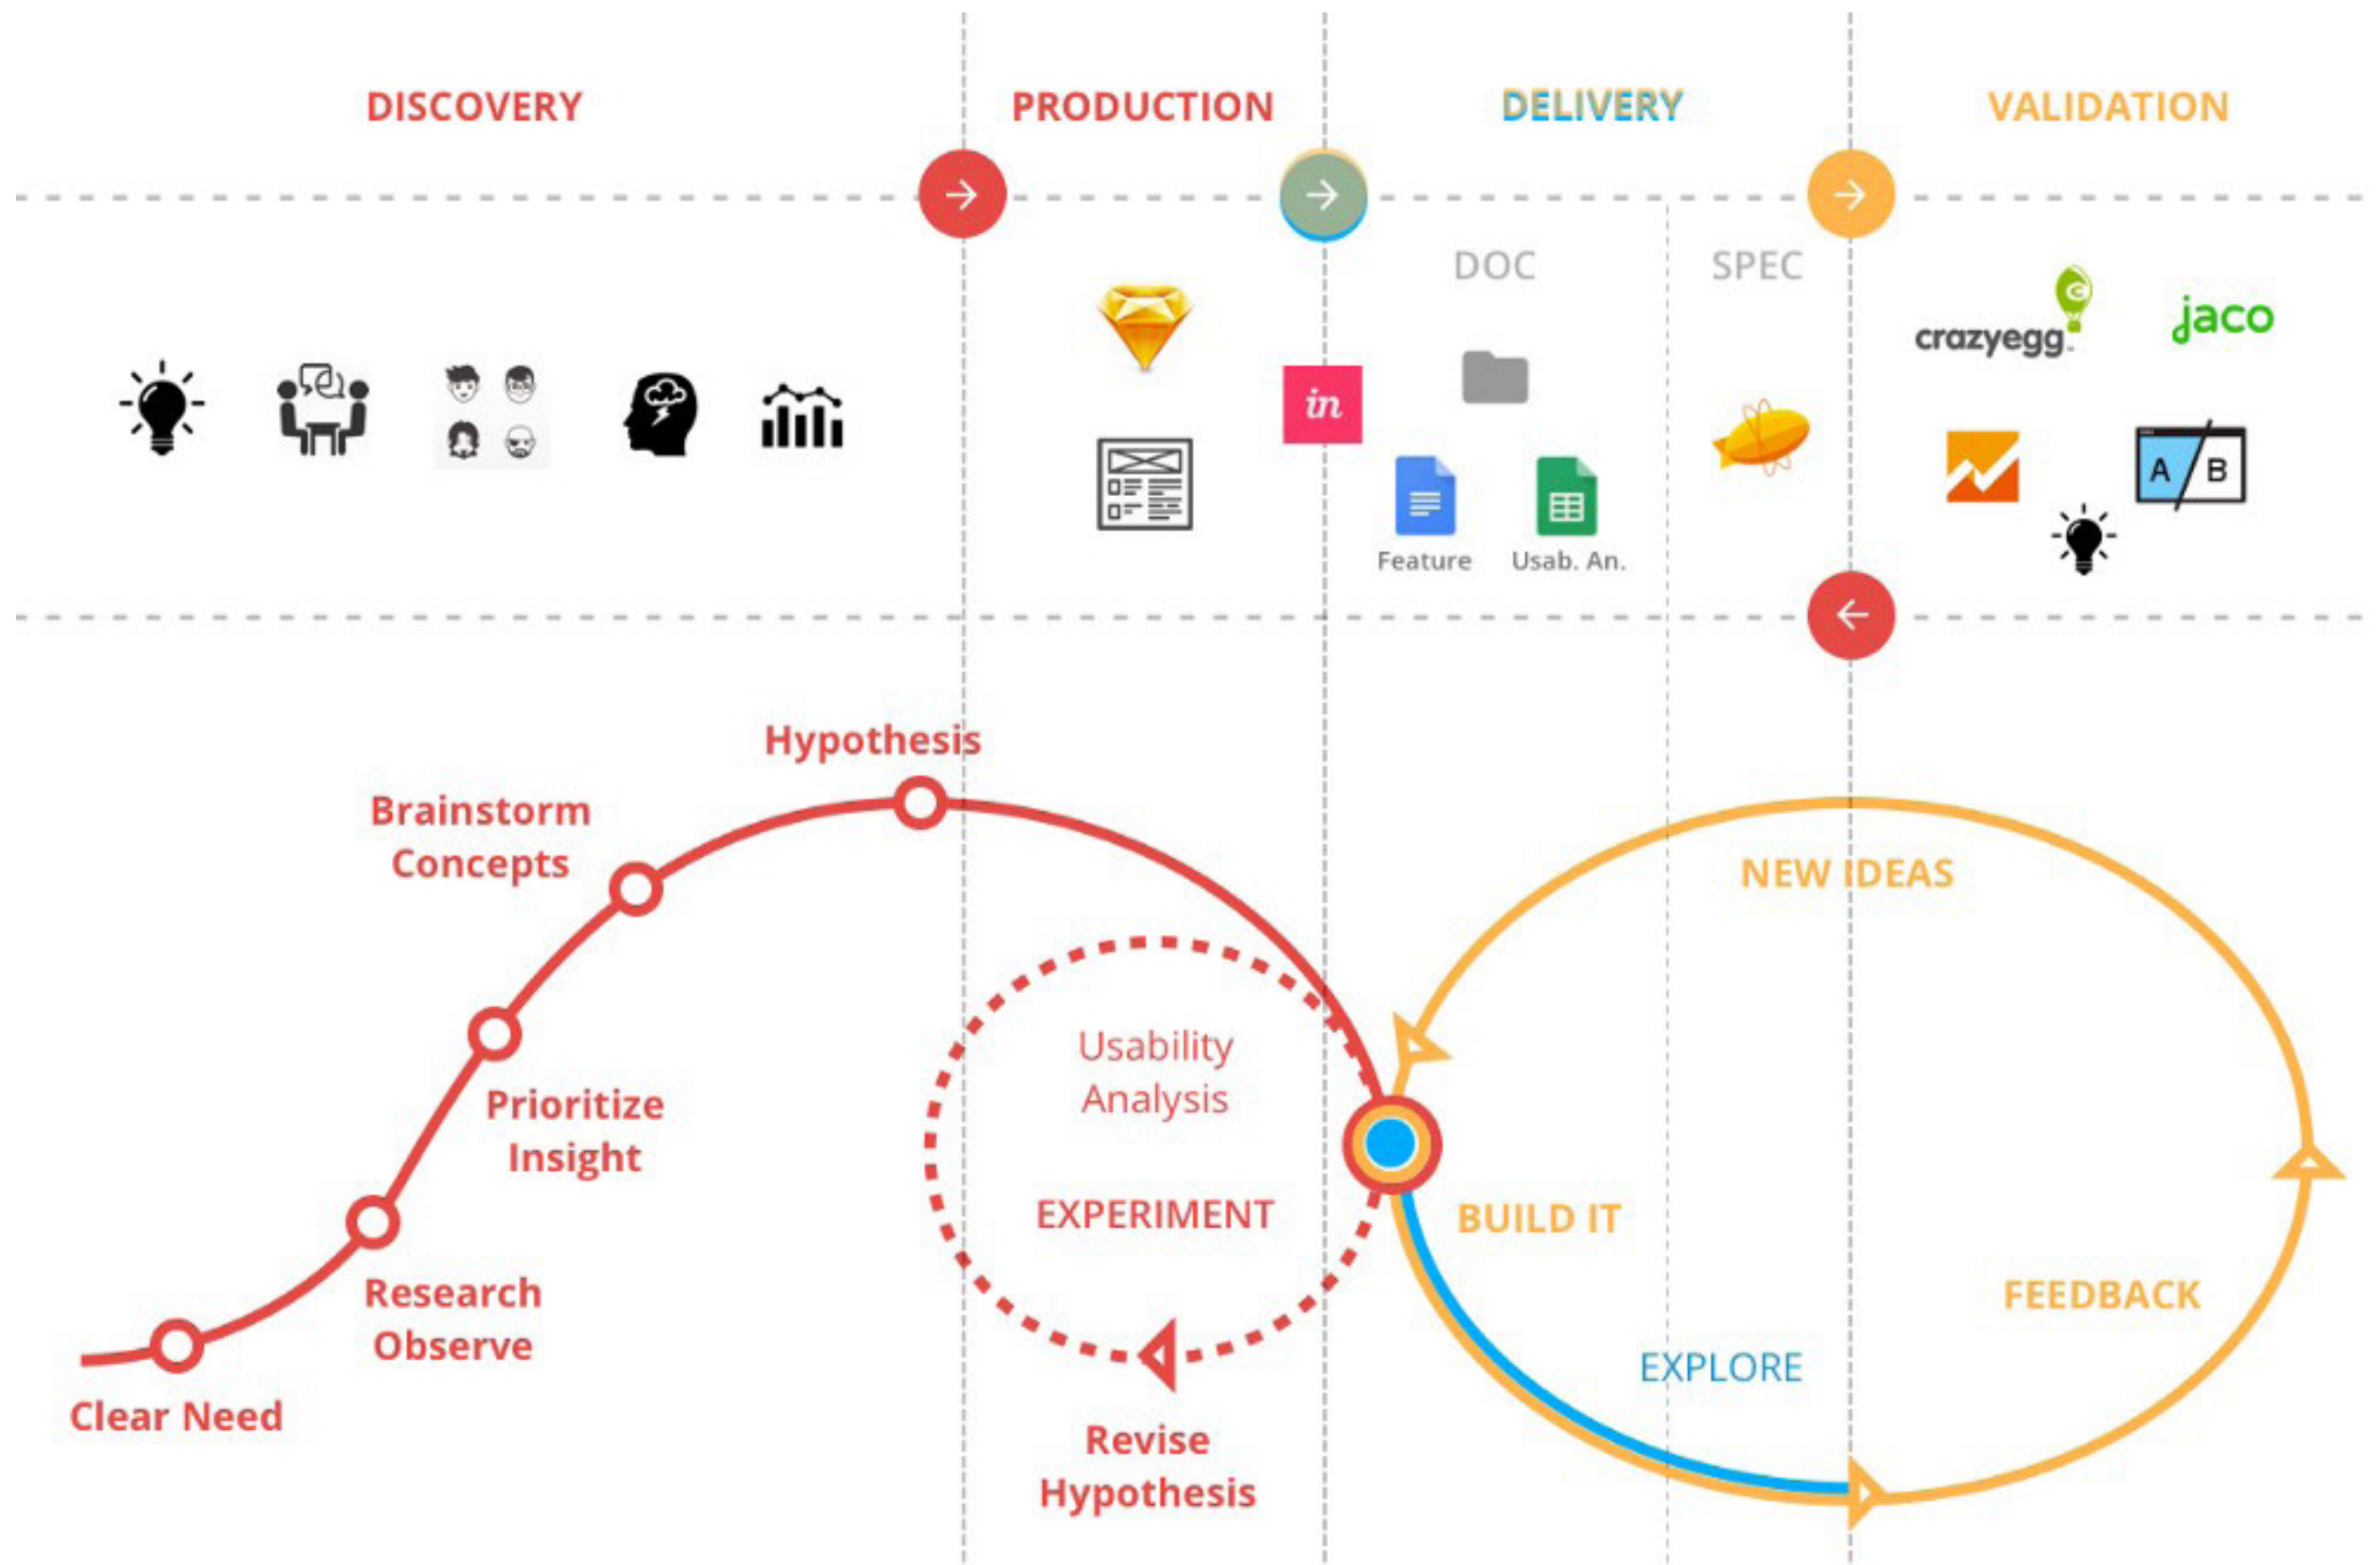 DISCOVERY
PRODUCTION
DELIVERY
VALIDATION
DOC
SPEC
crazyegg
jaco
in
A
B
Feature
Usab. An.
Hypothesis
Brainstorm
Concepts
NEW IDEAS
Usability
Analysis
Prioritize
Insight
EXPERIMENT
BUILD IT
Research
Observe
FEEDBACK
EXPLORE
Clear Need
Revise
Hypothesis